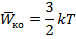 W̄ко = 3/2 kT